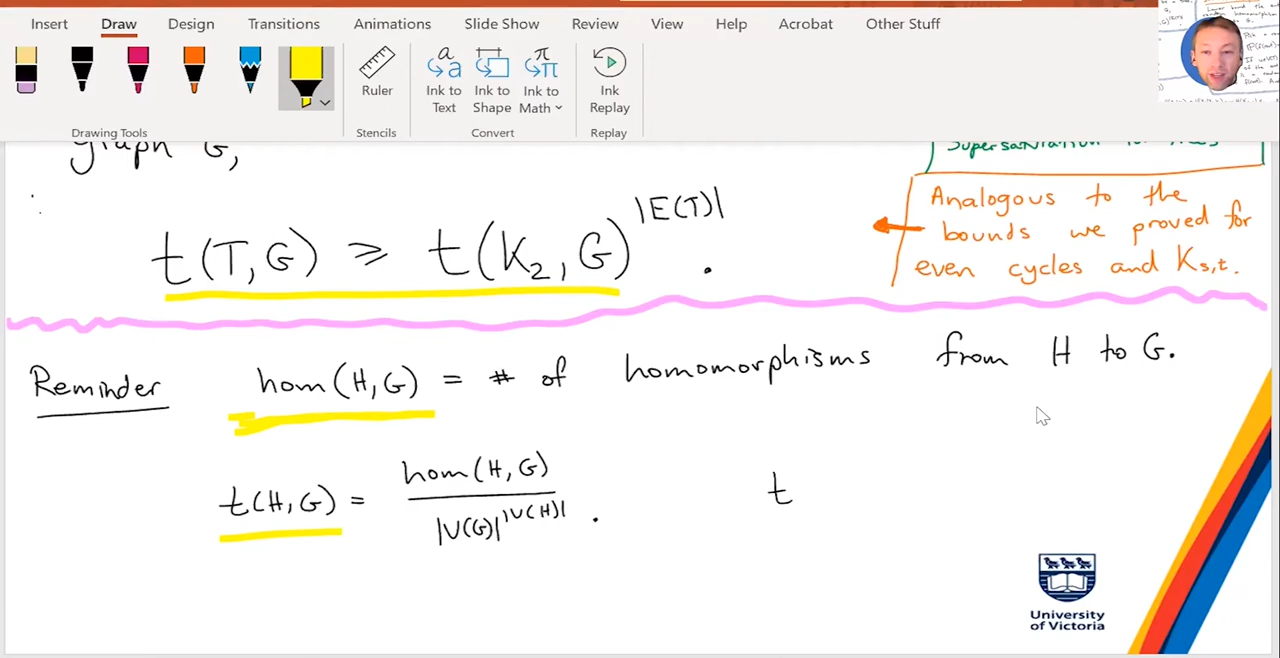 Insert Draw Design Transitions Animations Slide Show Review View Help Acrobat Other Stuff
Ruler
Ink to Text
Ink to Shape
Ink to Math
Ink Replay
Drawing Tools
Stencils
Convert
Replay
graph G,
t(T,G) ≥ t(K₂,G)^|E(T)| .
Analogous to the
bounds we proved for
even cycles and Ks,t.
Reminder hom(H,G) = # of homomorphisms from H to G.
t(H,G) = hom(H,G) / |V(G)|^|V(H)| .
t
University
of Victoria